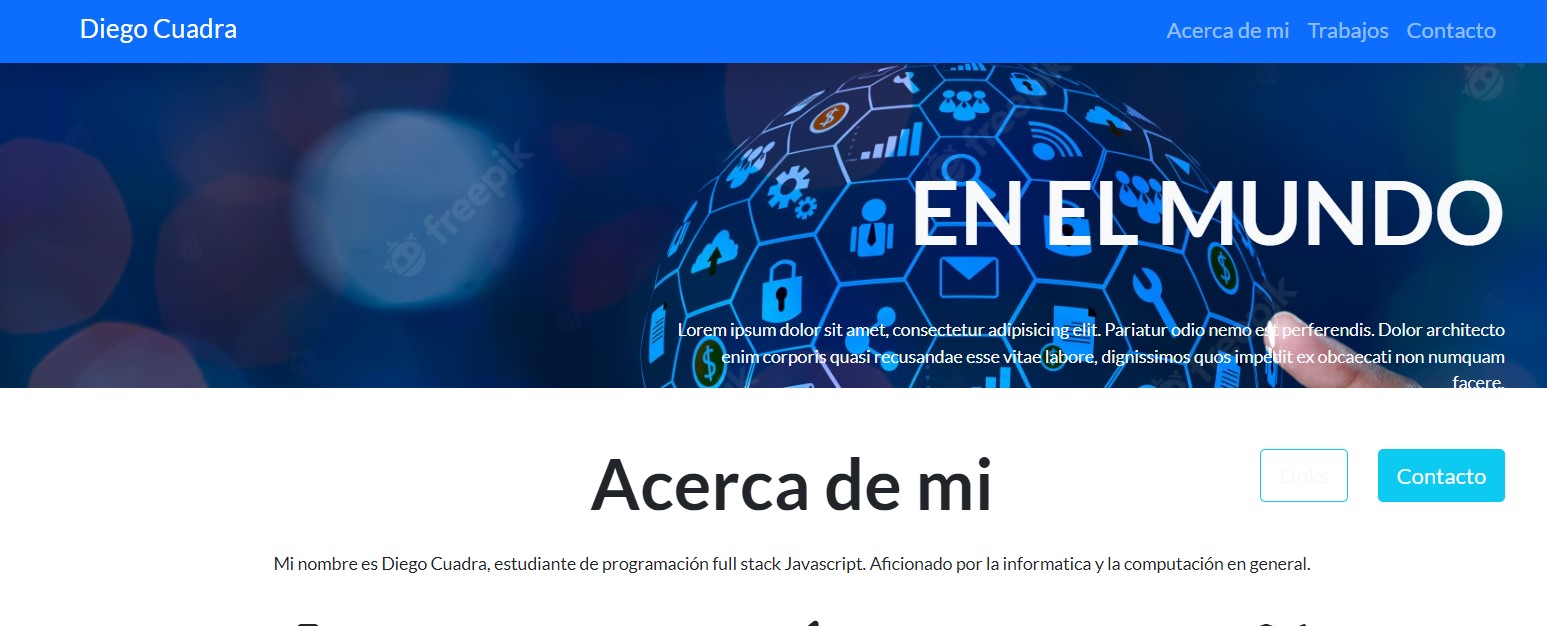 Diego Cuadra
Acerca de mi Trabajos Contacto
freepik
freepik
freepik
EN EL MUNDO
Lorem ipsum dolor sit amet, consectetur adipisicing elit. Pariatur odio nemo est perferendis. Dolor architecto
enim corporis quasi recusandae esse vitae labore, dignissimos quos impedit ex obcaecati non numquam
facere.
Acerca de mi
Links Contacto
Mi nombre es Diego Cuadra, estudiante de programación full stack Javascript. Aficionado por la informatica y la computación en general.